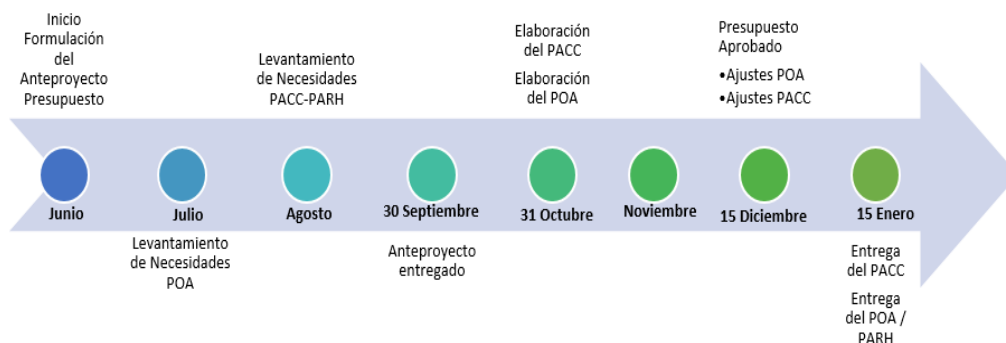 Inicio
Formulación
del
Anteproyecto
Presupuesto
Levantamiento
de Necesidades
PACC-PARH
Elaboración
del PACC
Elaboración
del POA
Presupuesto
Aprobado
•Ajustes POA
•Ajustes PACC
Junio
Julio
Agosto
30 Septiembre
31 Octubre
Noviembre
15 Diciembre
15 Enero
Levantamiento
de Necesidades
POA
Anteproyecto
entregado
Entrega
del PACC
Entrega
del POA /
PARH